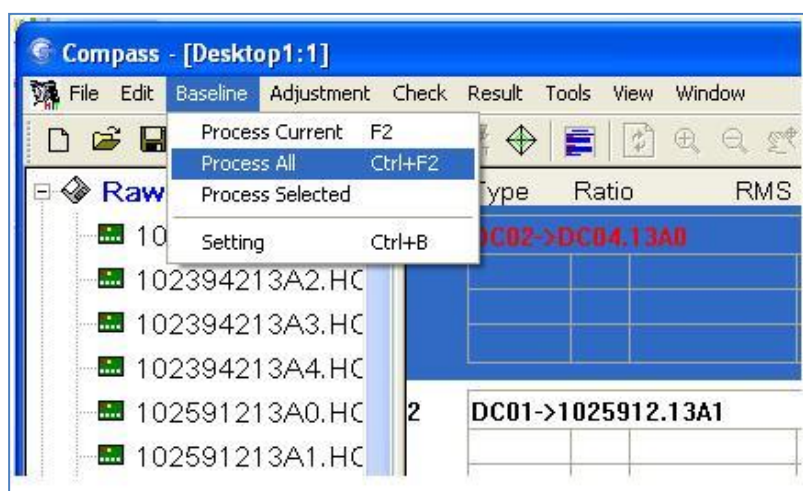 Compass - [Desktop1:1]
File Edit Baseline Adjustment Check Result Tools View Window
Process Current F2
Process All Ctrl+F2
Process Selected
Setting Ctrl+B
Raw
Type Ratio RMS
10
DC02->DC04.13A0
102394213A2.HC
102394213A3.HC
102394213A4.HC
102591213A0.HC
2 DC01->1025912.13A1
102591213A1.HC